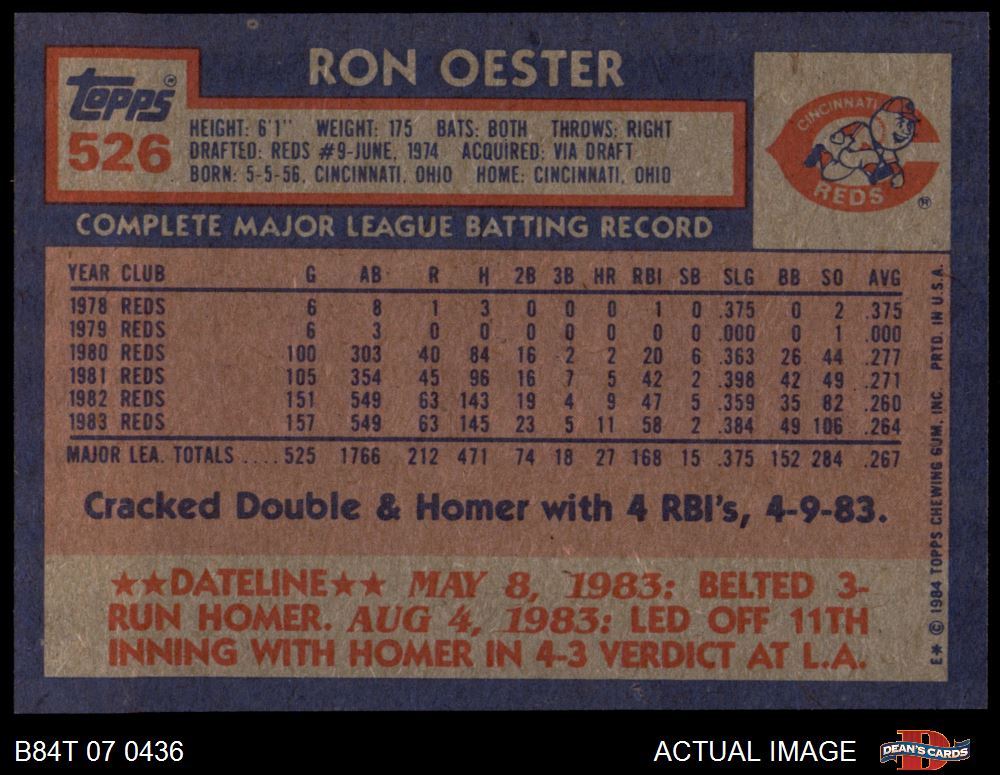 RON OESTER
Topps®
526
HEIGHT: 6'1" WEIGHT: 175 BATS: BOTH THROWS: RIGHT
DRAFTED: REDS #9-JUNE, 1974 ACQUIRED: VIA DRAFT
BORN: 5-5-56, CINCINNATI, OHIO HOME: CINCINNATI, OHIO
CINCINNATI
REDS
®
COMPLETE MAJOR LEAGUE BATTING RECORD
YEAR CLUB G AB R H 2B 3B HR RBI SB SLG BB SO AVG
1978 REDS 6 8 1 3 0 0 0 1 0 .375 0 2 .375
1979 REDS 6 3 0 0 0 0 0 0 0 .000 0 1 .000
1980 REDS 100 303 40 84 16 2 2 20 6 .363 26 44 .277
1981 REDS 105 354 45 96 16 7 5 42 2 .398 42 49 .271
1982 REDS 151 549 63 143 19 4 9 47 5 .359 35 82 .260
1983 REDS 157 549 63 145 23 5 11 58 2 .384 49 106 .264
MAJOR LEA. TOTALS .... 525 1766 212 471 74 18 27 168 15 .375 152 284 .267
Cracked Double & Homer with 4 RBI's, 4-9-83.
★★DATELINE★★ MAY 8, 1983: BELTED 3-
RUN HOMER. AUG 4, 1983: LED OFF 11TH
INNING WITH HOMER IN 4-3 VERDICT AT L.A.
E* © 1984 TOPPS CHEWING GUM, INC. PRTD. IN U.S.A.
B84T 07 0436
ACTUAL IMAGE
DEAN'S CARDS